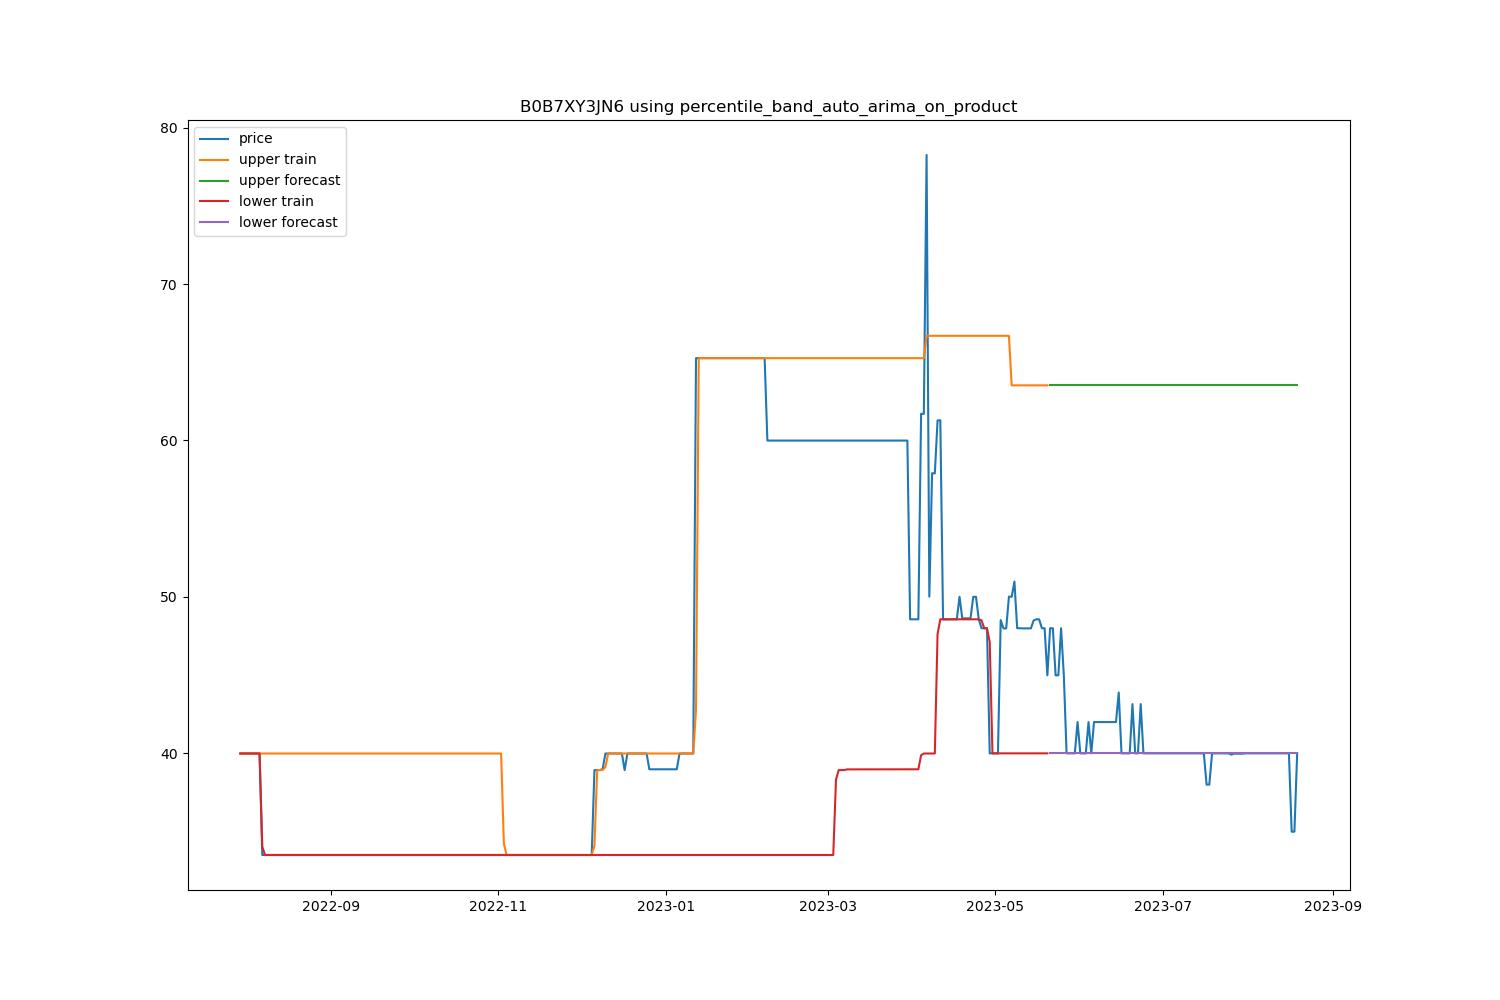 B0B7XY3JN6 using percentile_band_auto_arima_on_product
80
70
60
50
40
price
upper train
upper forecast
lower train
lower forecast
2022-09 2022-11 2023-01 2023-03 2023-05 2023-07 2023-09